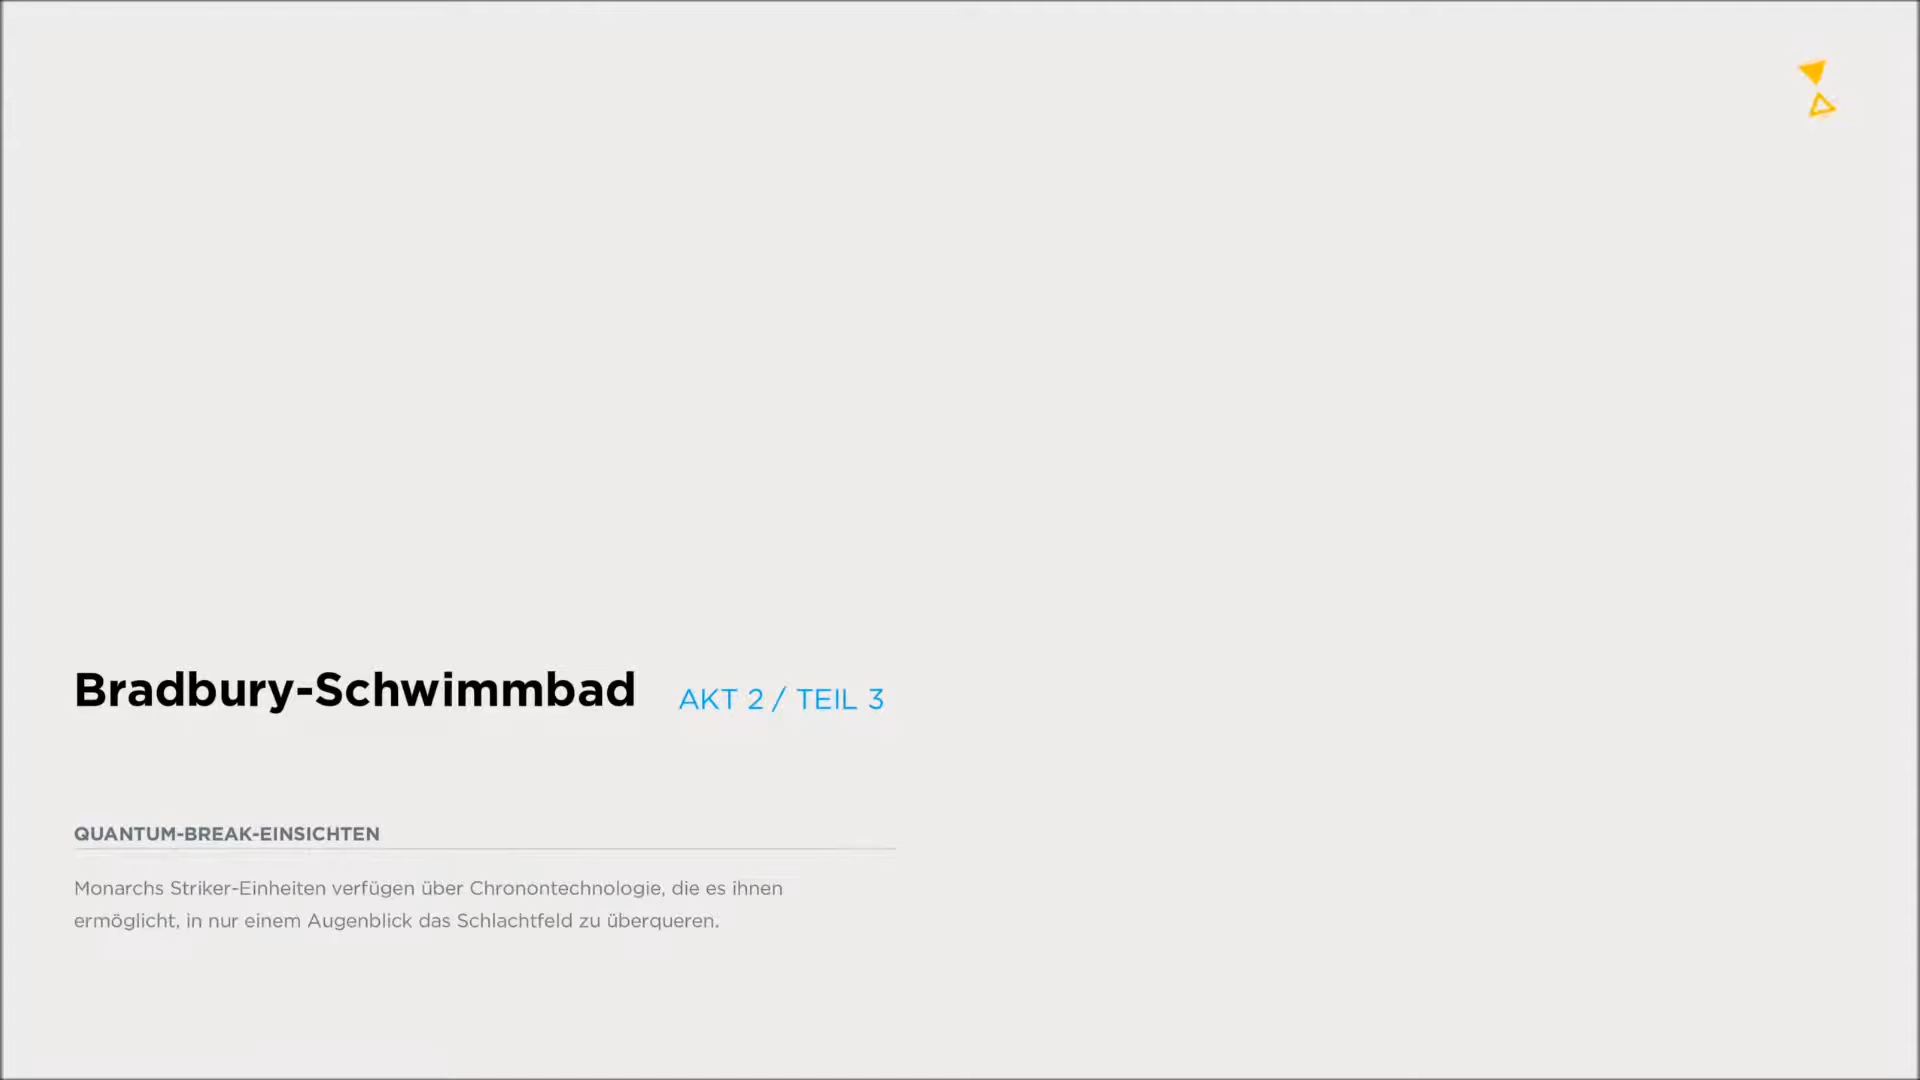 Bradbury-Schwimmbad AKT 2 / TEIL 3
QUANTUM-BREAK-EINSICHTEN
Monarchs Striker-Einheiten verfügen über Chronontechnologie, die es ihnen
ermöglicht, in nur einem Augenblick das Schlachtfeld zu überqueren.